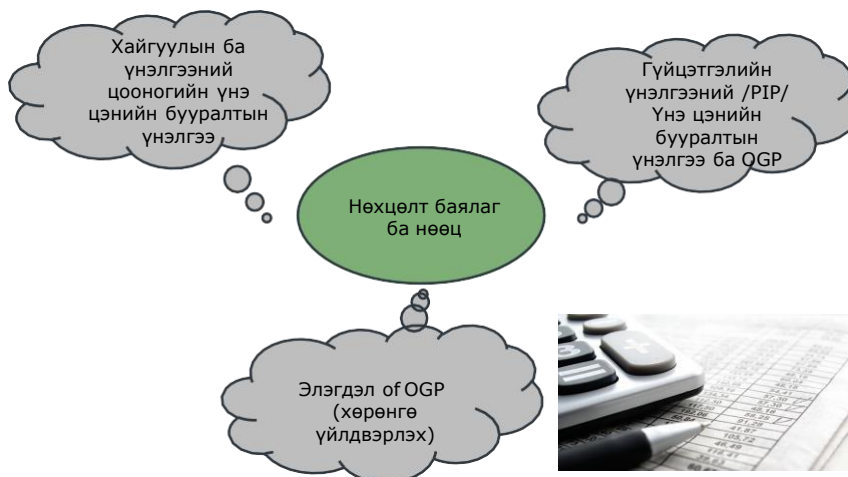 Хайгуулын ба
үнэлгээний
цооногийн үнэ
цэнийн бууралтын
үнэлгээ
Гүйцэтгэлийн
үнэлгээний /PIP/
Үнэ цэнийн
бууралтын
үнэлгээ ба OGP
Нөхцөлт баялаг
ба нөөц
Элэгдэл of OGP
(хөрөнгө
үйлдвэрлэх)